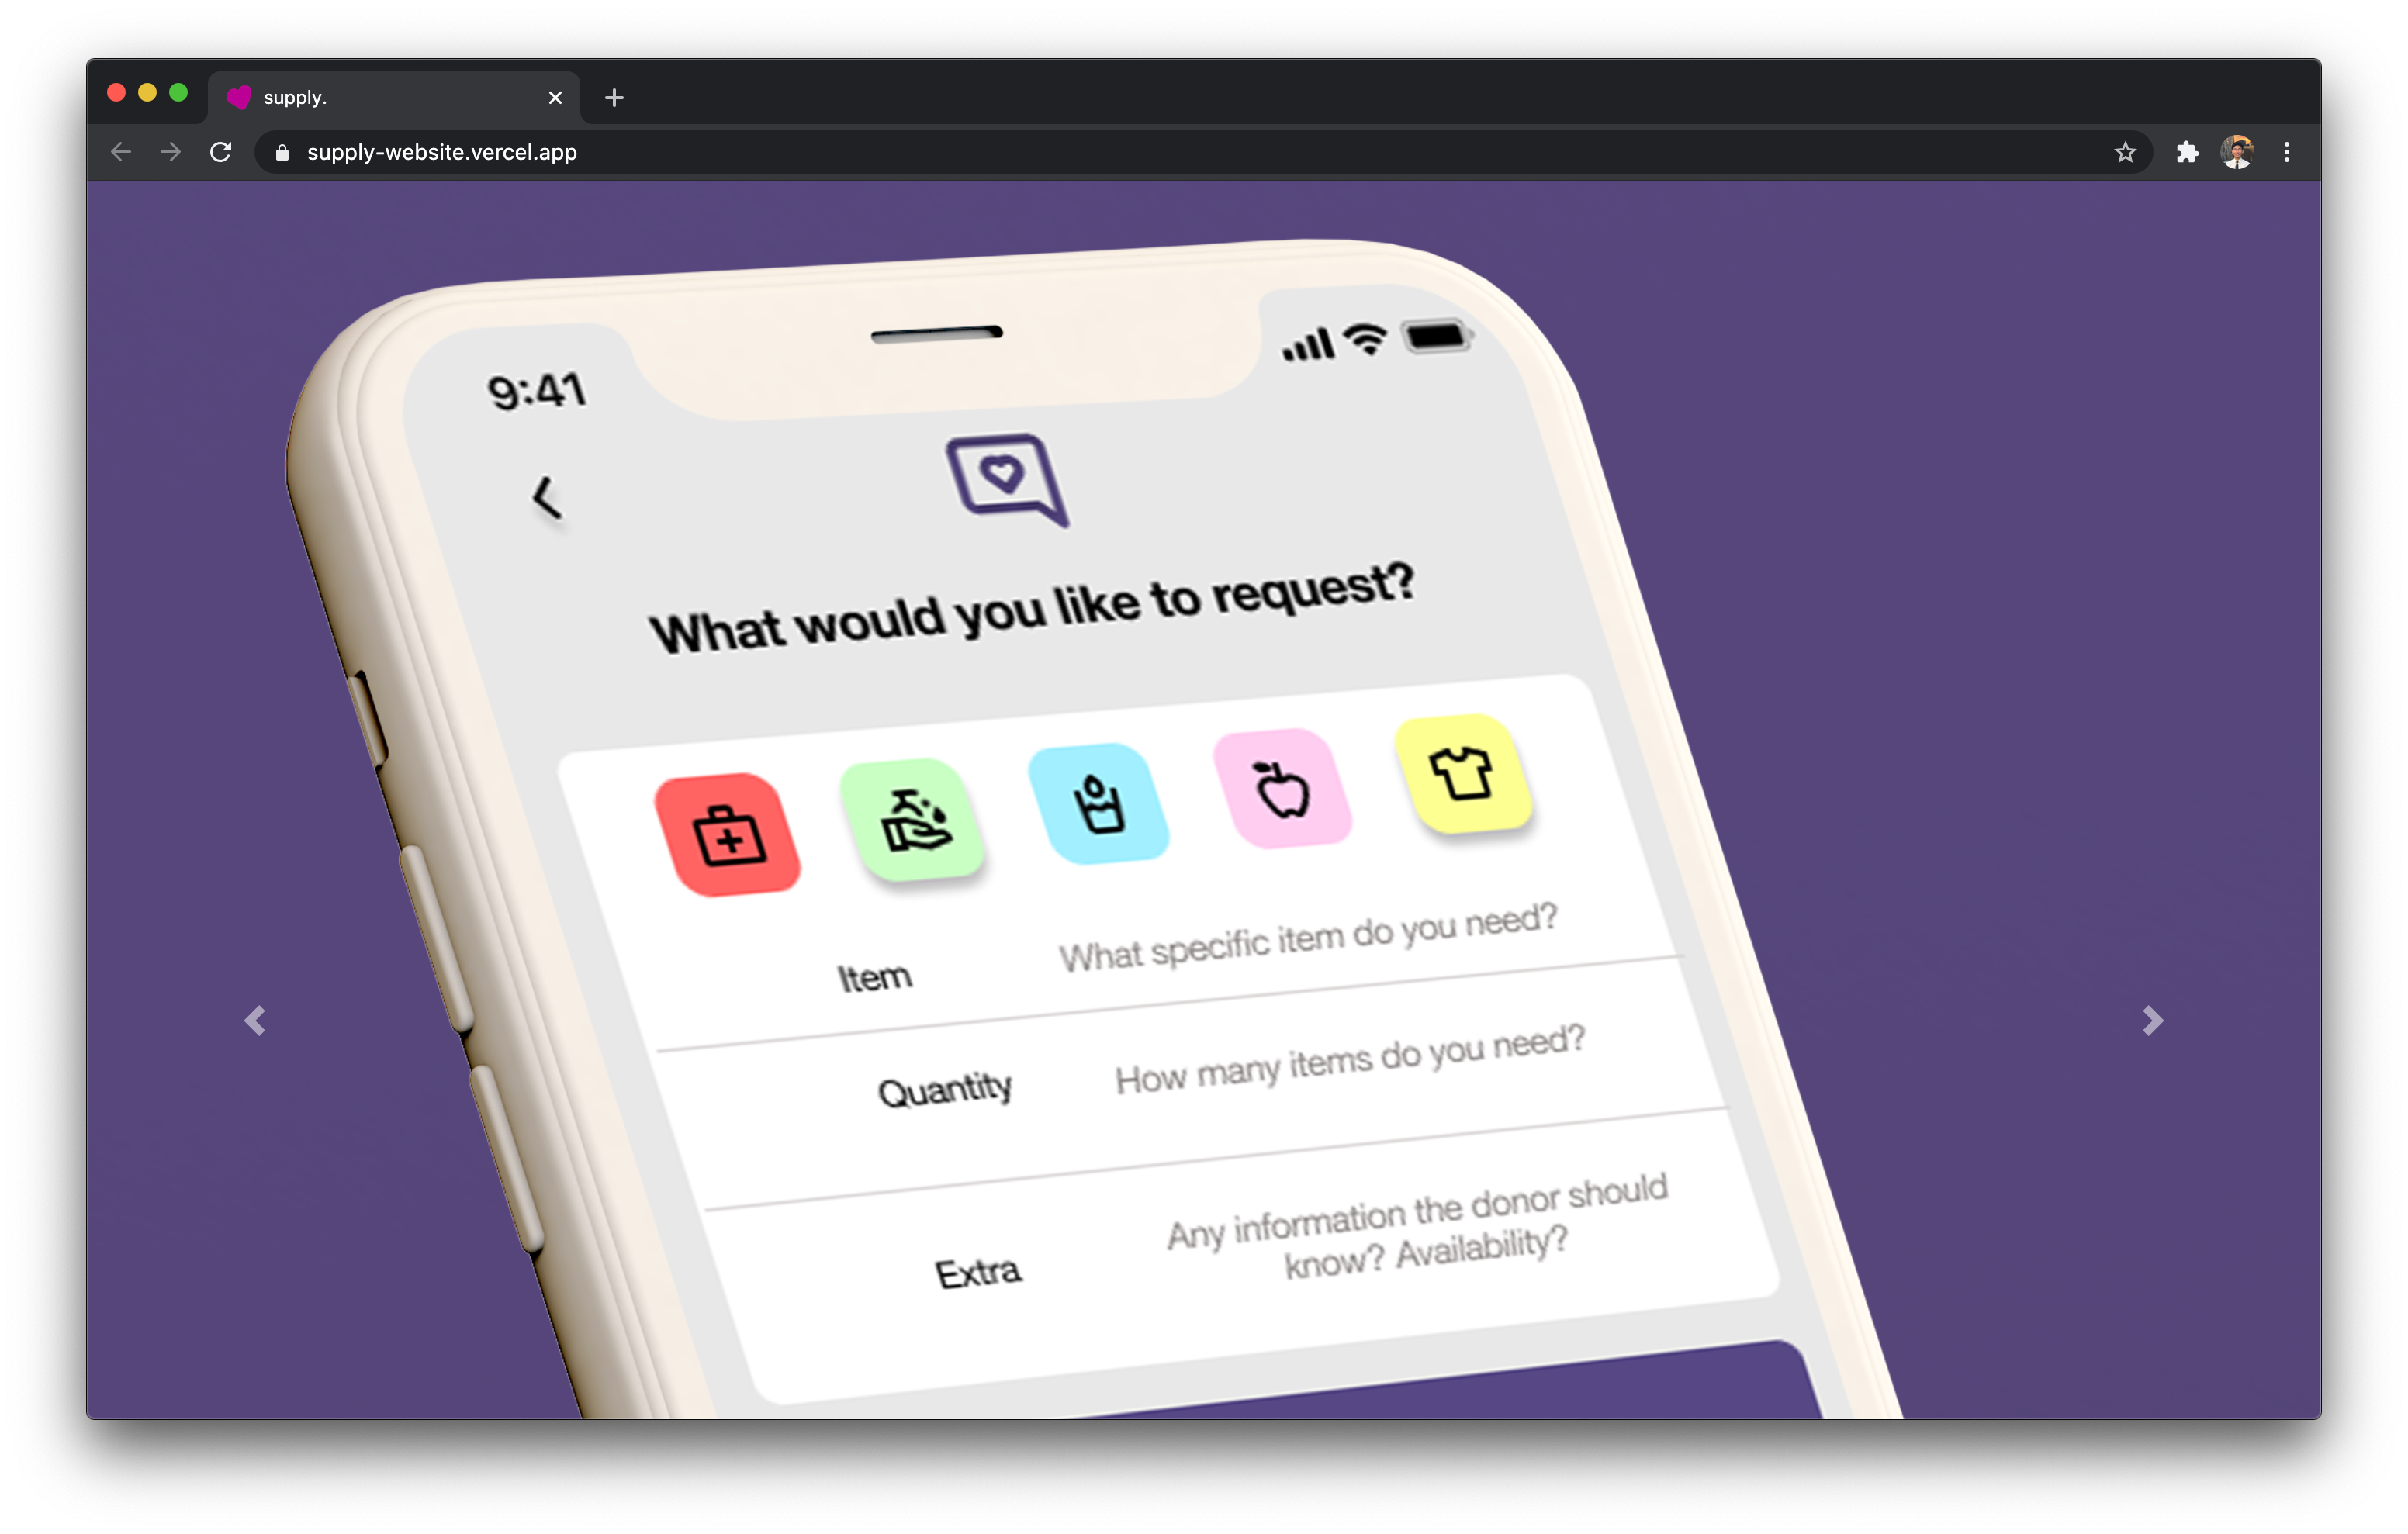 supply.
supply-website.vercel.app
9:41
What would you like to request?
Item What specific item do you need?
Quantity How many items do you need?
Extra Any information the donor should
know? Availability?